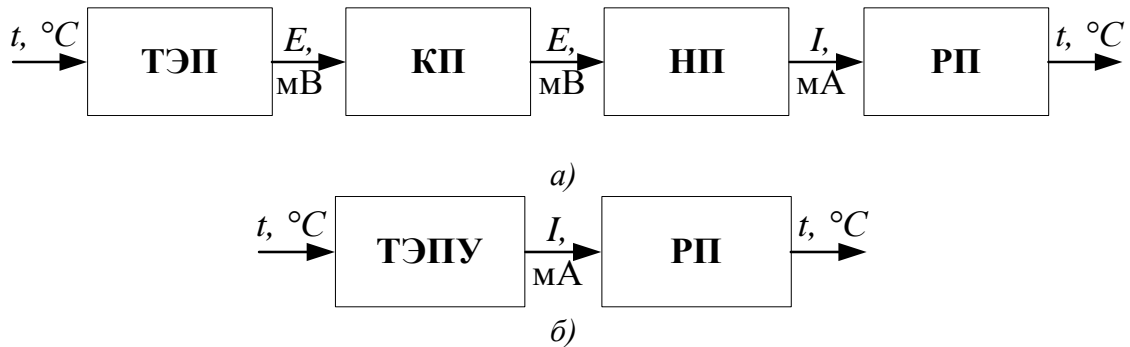 t, °C ТЭП E, мВ КП E, мВ НП I, мА РП t, °C
а)
t, °C ТЭПУ I, мА РП t, °C
б)